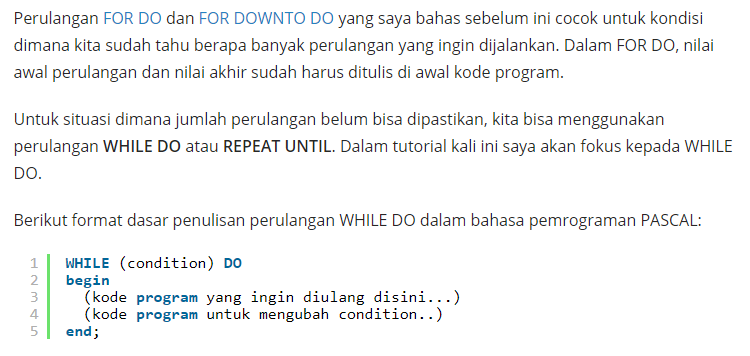 Perulangan FOR DO dan FOR DOWNTO DO yang saya bahas sebelum ini cocok untuk kondisi
dimana kita sudah tahu berapa banyak perulangan yang ingin dijalankan. Dalam FOR DO, nilai
awal perulangan dan nilai akhir sudah harus ditulis di awal kode program.
Untuk situasi dimana jumlah perulangan belum bisa dipastikan, kita bisa menggunakan
perulangan WHILE DO atau REPEAT UNTIL. Dalam tutorial kali ini saya akan fokus kepada WHILE
DO.
Berikut format dasar penulisan perulangan WHILE DO dalam bahasa pemrograman PASCAL:
1 WHILE (condition) DO
2 begin
3 (kode program yang ingin diulang disini...)
4 (kode program untuk mengubah condition..)
5 end;